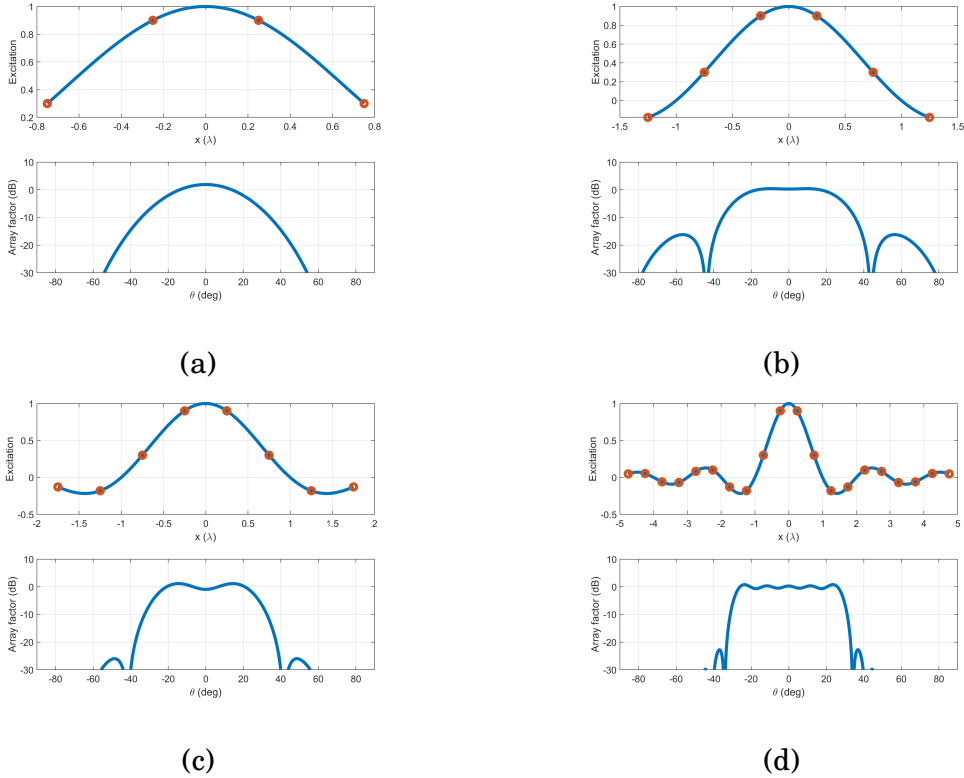 1
0.8
0.6
0.4
0.2
Excitation
-0.8 -0.6 -0.4 -0.2 0 0.2 0.4 0.6 0.8
x (λ)
10
0
-10
-20
-30
Array factor (dB)
-80 -60 -40 -20 0 20 40 60 80
θ (deg)
(a)
1
0.8
0.6
0.4
0.2
0
Excitation
-1.5 -1 -0.5 0 0.5 1 1.5
x (λ)
10
0
-10
-20
-30
Array factor (dB)
-80 -60 -40 -20 0 20 40 60 80
θ (deg)
(b)
1
0.5
0
-0.5
Excitation
-2 -1.5 -1 -0.5 0 0.5 1 1.5 2
x (λ)
10
0
-10
-20
-30
Array factor (dB)
-80 -60 -40 -20 0 20 40 60 80
θ (deg)
(c)
1
0.5
0
-0.5
Excitation
-5 -4 -3 -2 -1 0 1 2 3 4 5
x (λ)
10
0
-10
-20
-30
Array factor (dB)
-80 -60 -40 -20 0 20 40 60 80
θ (deg)
(d)